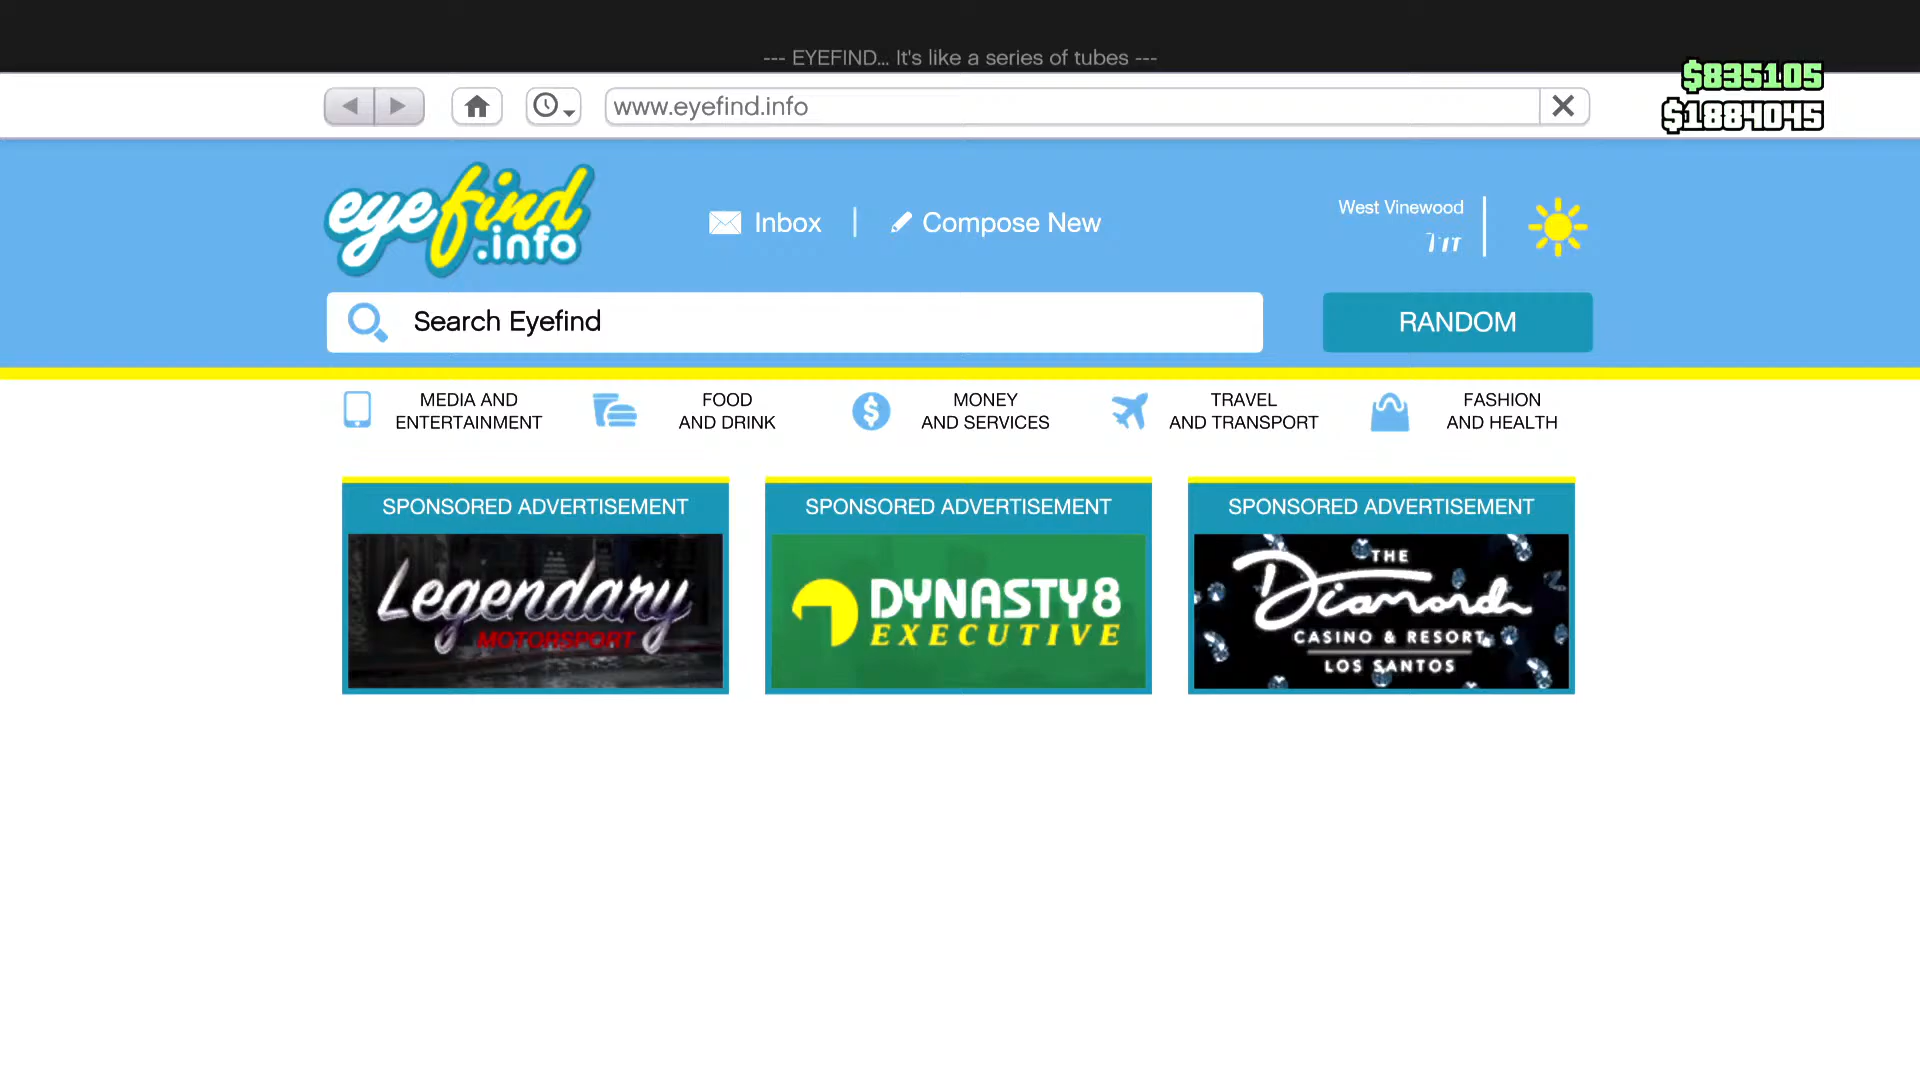 --- EYEFIND... It's like a series of tubes ---
$835105
www.eyefind.info
$1884045
eyefind
.info
Inbox
Compose New
West Vinewood
Search Eyefind
RANDOM
MEDIA AND
ENTERTAINMENT
FOOD
AND DRINK
MONEY
AND SERVICES
TRAVEL
AND TRANSPORT
FASHION
AND HEALTH
SPONSORED ADVERTISEMENT
Legendary
MOTORSPORT
SPONSORED ADVERTISEMENT
DYNASTY8
EXECUTIVE
SPONSORED ADVERTISEMENT
THE
Diamond
CASINO & RESORT
LOS SANTOS